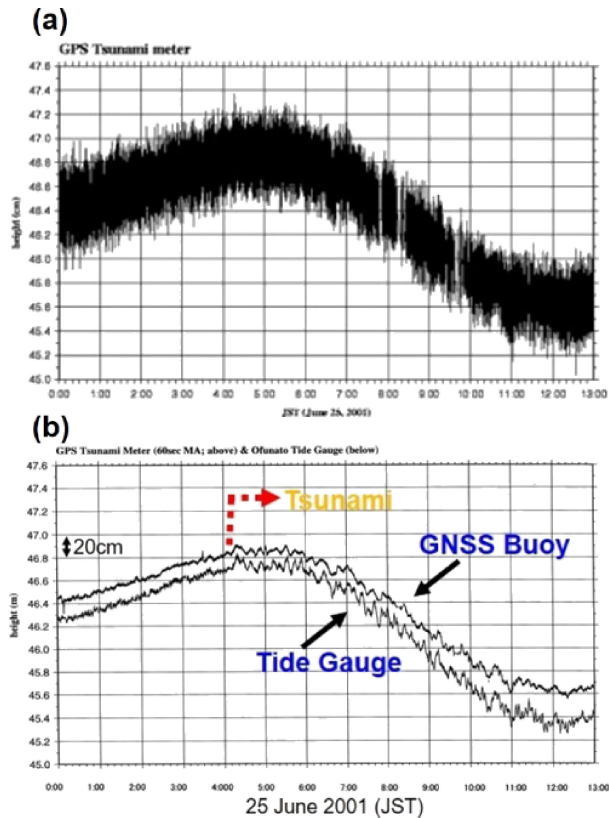 (a)
GPS Tsunami meter
47.6
47.4
47.2
47.0
46.8
46.6
46.4
46.2
46.0
45.8
45.6
45.4
45.2
45.0
height (cm)
0:00 1:00 2:00 3:00 4:00 5:00 6:00 7:00 8:00 9:00 10:00 11:00 12:00 13:00
JST (June 25, 2001)
(b)
GPS Tsunami Meter (60sec MA; above) & Ofunato Tide Gauge (below)
47.6
47.4
47.2
47.0
46.8
46.6
46.4
46.2
46.0
45.8
45.6
45.4
45.2
45.0
height (m)
Tsunami
20cm
GNSS Buoy
Tide Gauge
0:00 1:00 2:00 3:00 4:00 5:00 6:00 7:00 8:00 9:00 10:00 11:00 12:00 13:00
25 June 2001 (JST)